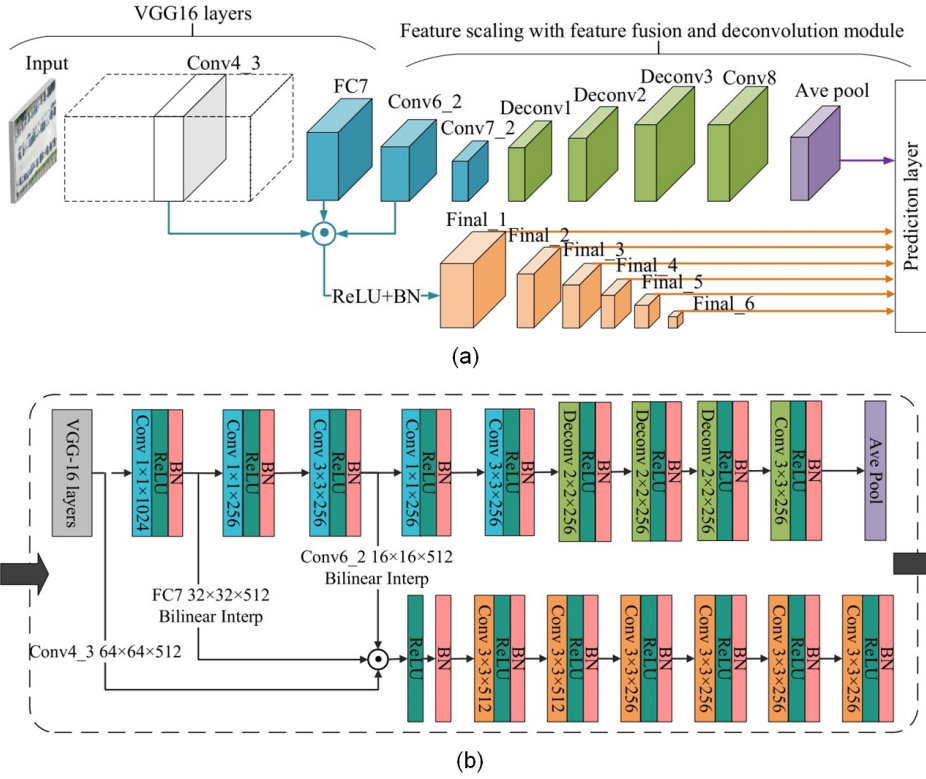 VGG16 layers
Feature scaling with feature fusion and deconvolution module
Input
Conv4_3
FC7
Conv6_2
Conv7_2
Deconv1
Deconv2
Deconv3
Conv8
Ave pool
Prediciton layer
Final_1
Final_2
Final_3
Final_4
Final_5
Final_6
ReLU+BN
(a)
VGG-16 layers
Conv 1×1×1024
ReLU
BN
Conv 1×1×256
ReLU
BN
Conv 3×3×256
ReLU
BN
Conv 1×1×256
ReLU
BN
Conv 3×3×256
ReLU
BN
Deconv 2×2×256
ReLU
BN
Deconv 2×2×256
ReLU
BN
Deconv 2×2×256
ReLU
BN
Conv 3×3×256
ReLU
BN
Ave Pool
Conv6_2 16×16×512
Bilinear Interp
FC7 32×32×512
Bilinear Interp
Conv4_3 64×64×512
ReLU
BN
Conv 3×3×512
ReLU
BN
Conv 3×3×512
ReLU
BN
Conv 3×3×256
ReLU
BN
Conv 3×3×256
ReLU
BN
Conv 3×3×256
ReLU
BN
Conv 3×3×256
ReLU
BN
(b)